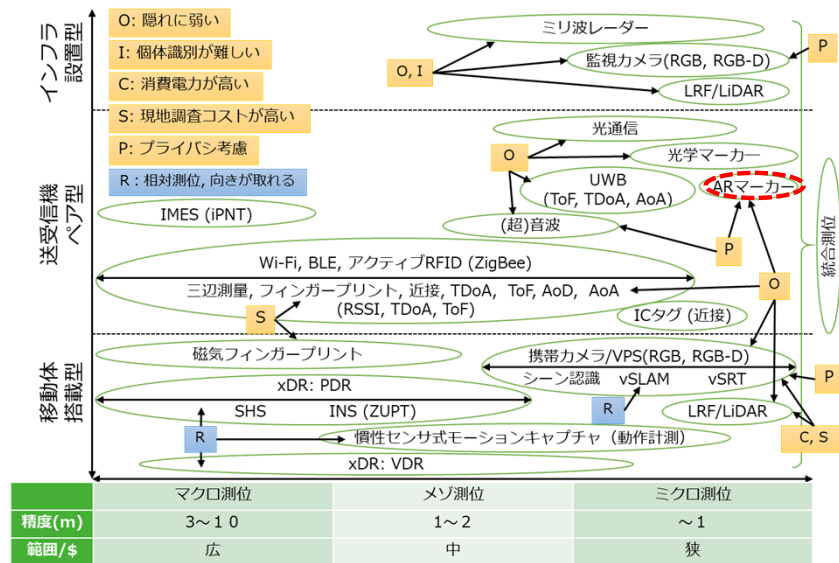 O: 隠れに弱い
I: 個体識別が難しい
C: 消費電力が高い
S: 現地調査コストが高い
P: プライバシ考慮
R: 相対測位, 向きが取れる
インフラ
設置型
ミリ波レーダー
監視カメラ(RGB, RGB-D)
LRF/LiDAR
O, I
P
送受信機
ペア型
光通信
光学マーカー
O
UWB
(ToF, TDoA, AoA)
ARマーカー
(超)音波
P
IMES (iPNT)
Wi-Fi, BLE, アクティブRFID (ZigBee)
三辺測量, フィンガープリント, 近接, TDoA, ToF, AoD, AoA
(RSSI, TDoA, ToF)
S
O
ICタグ (近接)
統合測位
移動体
搭載型
磁気フィンガープリント
携帯カメラ/VPS(RGB, RGB-D)
シーン認識 vSLAM vSRT
P
xDR: PDR
SHS INS (ZUPT)
R
LRF/LiDAR
R
慣性センサ式モーションキャプチャ（動作計測）
C, S
xDR: VDR
マクロ測位 メゾ測位 ミクロ測位
精度(m) 3～１０ 1～２ ～１
範囲/$ 広 中 狭